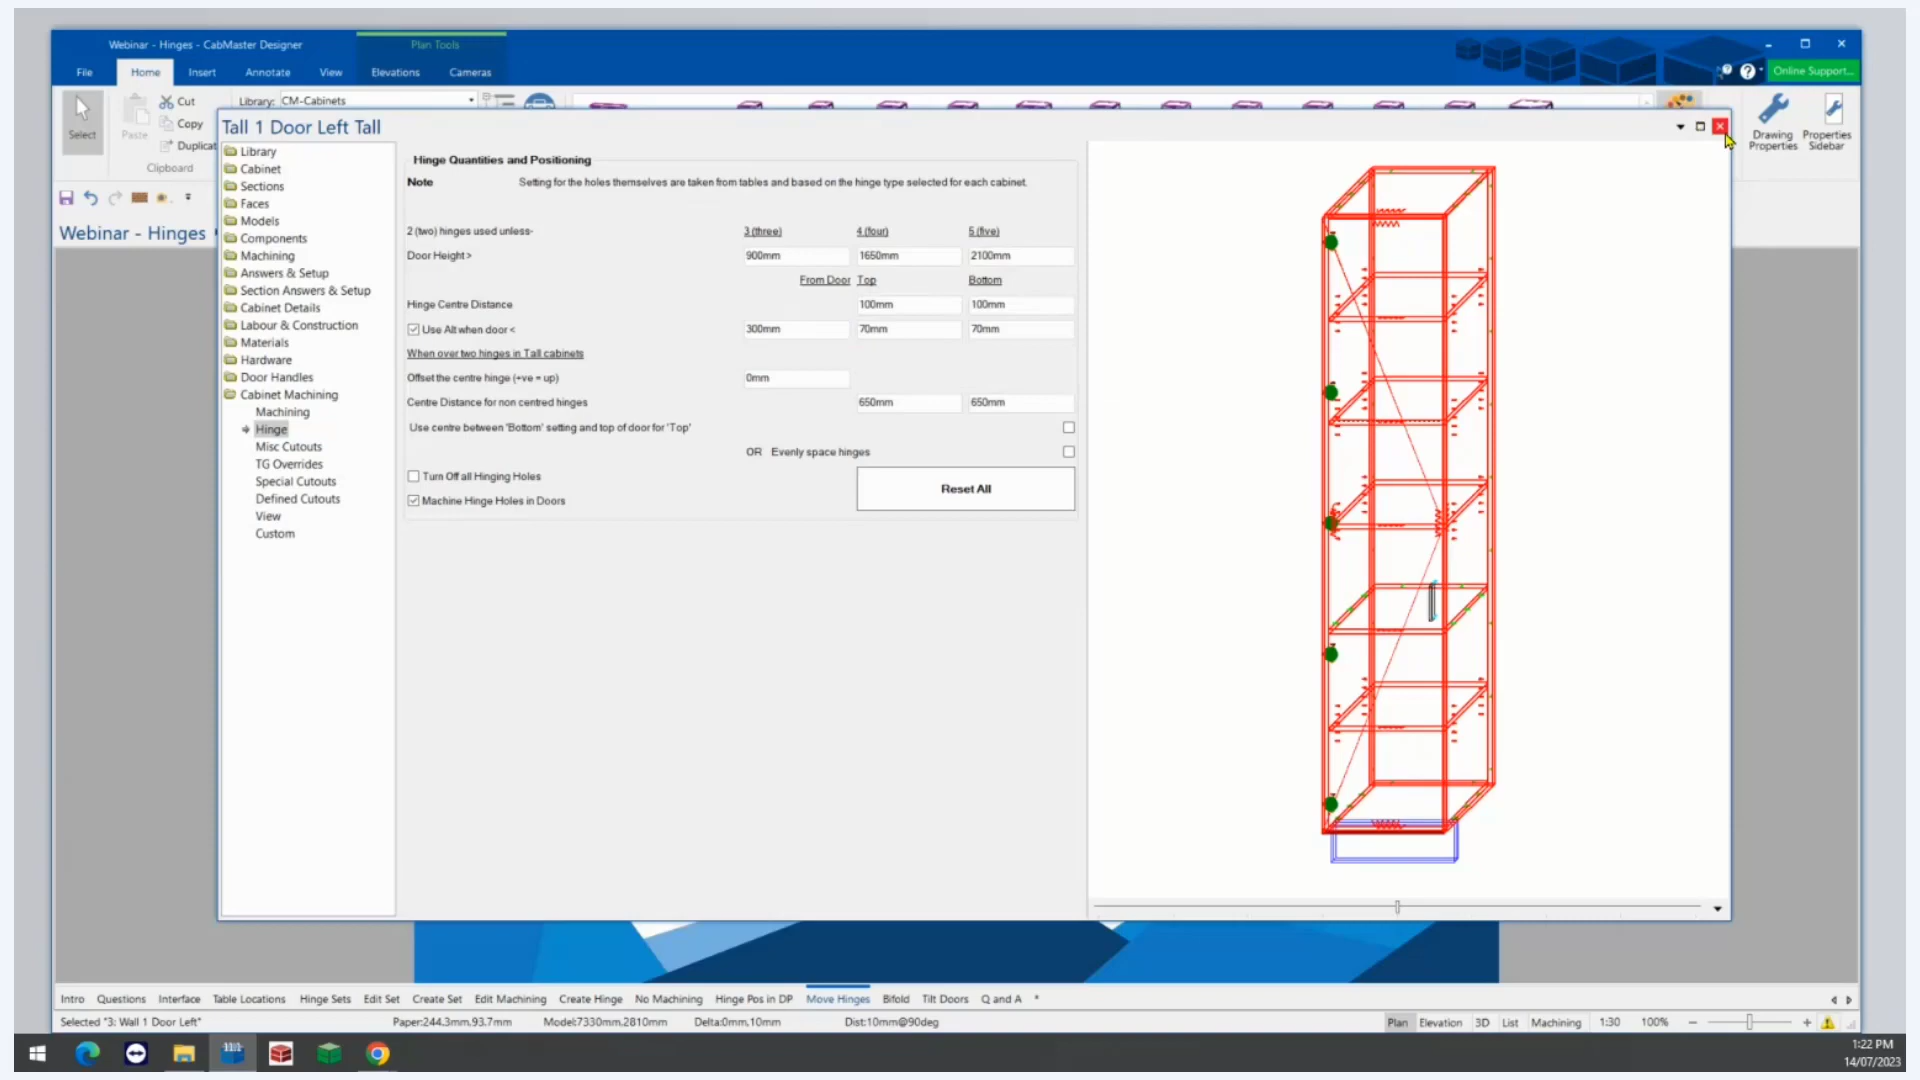 Webinar - Hinges - CabMaster Designer
Plan Tools
File Home Insert Annotate View Elevations Cameras
Online Support...
Select
Paste
Cut
Copy
Duplicat
Clipboard
Library: CM-Cabinets
Drawing Properties
Properties Sidebar
Webinar - Hinges
Tall 1 Door Left Tall
Library
Cabinet
Sections
Faces
Models
Components
Machining
Answers & Setup
Section Answers & Setup
Cabinet Details
Labour & Construction
Materials
Hardware
Door Handles
Cabinet Machining
Machining
Hinge
Misc Cutouts
TG Overrides
Special Cutouts
Defined Cutouts
View
Custom
Hinge Quantities and Positioning
Note Setting for the holes themselves are taken from tables and based on the hinge type selected for each cabinet.
2 (two) hinges used unless- 3 (three) 4 (four) 5 (five)
Door Height > 900mm 1650mm 2100mm
From Door Top Bottom
Hinge Centre Distance 100mm 100mm
Use Alt when door < 300mm 70mm 70mm
When over two hinges in Tall cabinets
Offset the centre hinge (+ve = up) 0mm
Centre Distance for non centred hinges 650mm 650mm
Use centre between 'Bottom' setting and top of door for 'Top'
OR Evenly space hinges
Turn Off all Hinging Holes
Reset All
Machine Hinge Holes in Doors
Intro Questions Interface Table Locations Hinge Sets Edit Set Create Set Edit Machining Create Hinge No Machining Hinge Pos in DP Move Hinges Bifold Tilt Doors Q and A *
Selected "3: Wall 1 Door Left" Paper:244.3mm,93.7mm Model:7330mm,2810mm Delta:0mm,10mm Dist:10mm@90deg Plan Elevation 3D List Machining 1:30 100%
1:22 PM
14/07/2023